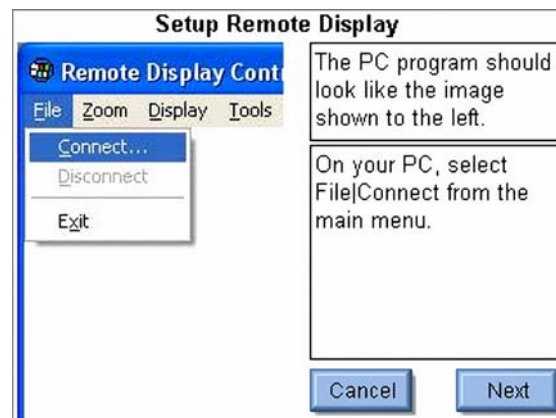 Setup Remote Display
Remote Display Cont
File Zoom Display Tools
Connect...
Disconnect
Exit
The PC program should
look like the image
shown to the left.
On your PC, select
File|Connect from the
main menu.
Cancel
Next